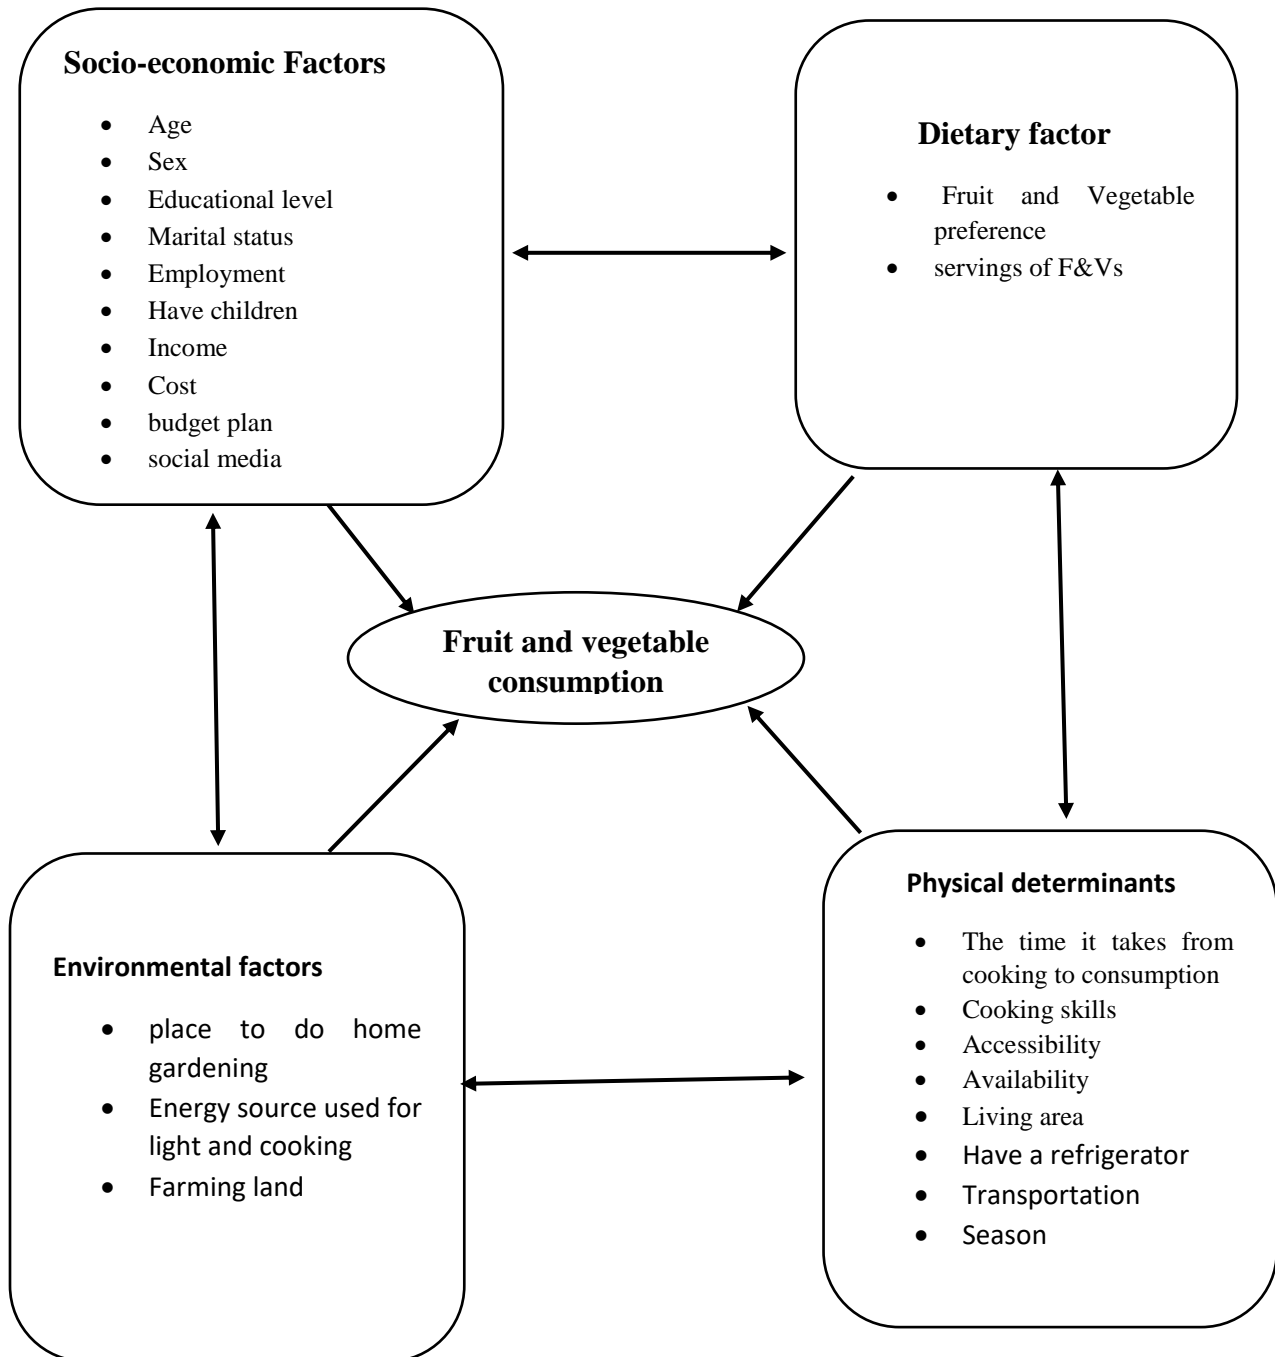 Socio-economic Factors
• Age
• Sex
• Educational level
• Marital status
• Employment
• Have children
• Income
• Cost
• budget plan
• social media
Dietary factor
• Fruit and Vegetable
preference
• servings of F&Vs
Fruit and vegetable
consumption
Environmental factors
• place to do home
gardening
• Energy source used for
light and cooking
• Farming land
Physical determinants
• The time it takes from
cooking to consumption
• Cooking skills
• Accessibility
• Availability
• Living area
• Have a refrigerator
• Transportation
• Season